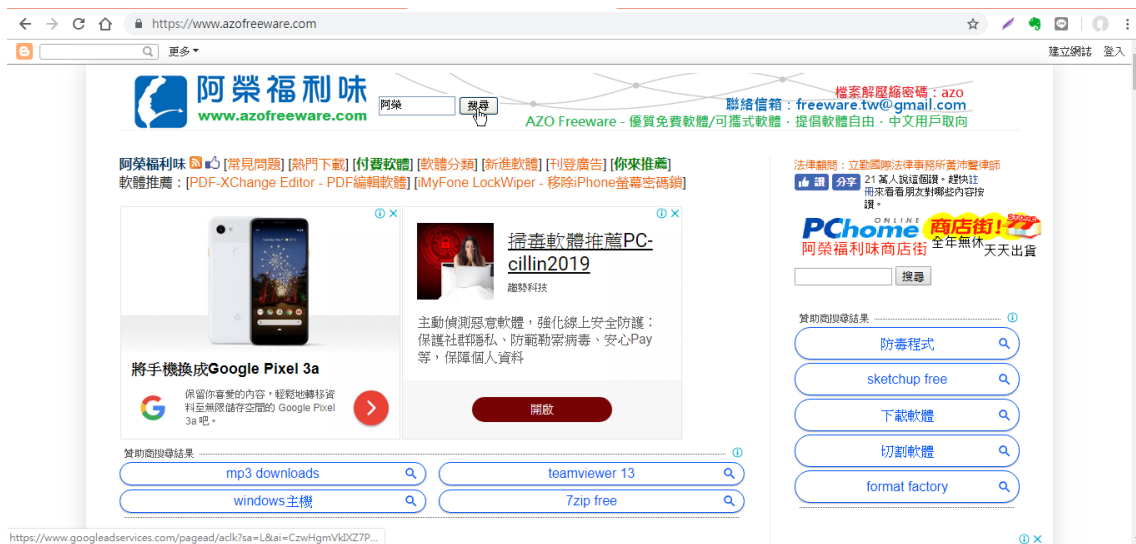 https://www.azofreeware.com
更多
建立網誌 登入
阿榮福利味
www.azofreeware.com
阿榮
搜尋
檔案解壓縮密碼：azo
聯絡信箱：freeware.tw@gmail.com
AZO Freeware - 優質免費軟體/可攜式軟體．提倡軟體自由．中文用戶取向
阿榮福利味 [常見問題] [熱門下載] [付費軟體] [軟體分類] [新進軟體] [刊登廣告] [你來推薦]
軟體推薦：[PDF-XChange Editor - PDF編輯軟體] [iMyFone LockWiper - 移除iPhone螢幕密碼鎖]
將手機換成Google Pixel 3a
保留你喜愛的內容，輕鬆地轉移資
料至無限儲存空間的 Google Pixel
3a 吧。
掃毒軟體推薦PC-
cillin2019
趨勢科技
主動偵測惡意軟體，強化線上安全防護：
保護社群隱私、防範勒索病毒、安心Pay
等，保障個人資料
開啟
贊助商搜尋結果
mp3 downloads
teamviewer 13
windows主機
7zip free
法律顧問：立勤國際法律事務所黃沛聲律師
讚 分享
21 萬人說這個讚。趕快註
冊來看看朋友對哪些內容按
讚。
PChome ONLINE 商店街! STORE 77
阿榮福利味商店街 全年無休 天天出貨
搜尋
贊助商搜尋結果
防毒程式
sketchup free
下載軟體
切割軟體
format factory
https://www.googleadservices.com/pagead/aclk?sa=L&ai=CzwHgmVkIXZ7P...